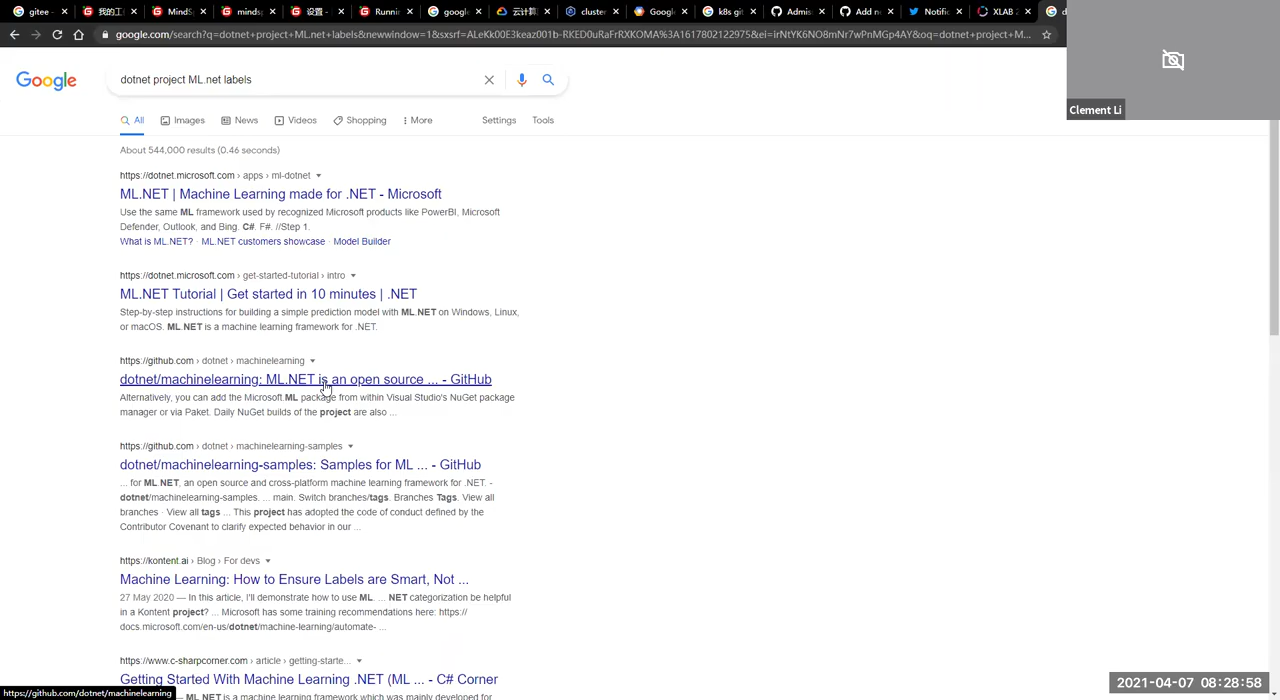 gitee -
我的工
MindS
minds
设置 -
Runni
google
云计算
cluster
Google
k8s git
Admis
Add n
Notific
XLAB 2
google.com/search?q=dotnet+project+ML.net+labels&newwindow=1&sxsrf=ALeKk00E3keaz001b-RKED0uRaFrRXKOMA%3A1617802122975&ei=irNtYK6NO8mNr7wPnMGp4AY&oq=dotnet+project+M...
Clement Li
Google
dotnet project ML.net labels
All Images News Videos Shopping More Settings Tools
About 544,000 results (0.46 seconds)
https://dotnet.microsoft.com › apps › ml-dotnet
ML.NET | Machine Learning made for .NET - Microsoft
Use the same ML framework used by recognized Microsoft products like PowerBI, Microsoft
Defender, Outlook, and Bing. C#. F#. //Step 1.
What is ML.NET? · ML.NET customers showcase · Model Builder
https://dotnet.microsoft.com › get-started-tutorial › intro
ML.NET Tutorial | Get started in 10 minutes | .NET
Step-by-step instructions for building a simple prediction model with ML.NET on Windows, Linux,
or macOS. ML.NET is a machine learning framework for .NET.
https://github.com › dotnet › machinelearning
dotnet/machinelearning: ML.NET is an open source ... - GitHub
Alternatively, you can add the Microsoft.ML package from within Visual Studio's NuGet package
manager or via Paket. Daily NuGet builds of the project are also ...
https://github.com › dotnet › machinelearning-samples
dotnet/machinelearning-samples: Samples for ML ... - GitHub
... for ML.NET, an open source and cross-platform machine learning framework for .NET. -
dotnet/machinelearning-samples. ... main. Switch branches/tags. Branches Tags. View all
branches · View all tags ... This project has adopted the code of conduct defined by the
Contributor Covenant to clarify expected behavior in our ...
https://kontent.ai › Blog › For devs
Machine Learning: How to Ensure Labels are Smart, Not ...
27 May 2020 — In this article, I'll demonstrate how to use ML. ... NET categorization be helpful
in a Kontent project? ... Microsoft has some training recommendations here: https://
docs.microsoft.com/en-us/dotnet/machine-learning/automate- ...
https://www.c-sharpcorner.com › article › getting-starte...
Getting Started With Machine Learning .NET (ML ... - C# Corner
ML.NET is a machine learning framework which was mainly developed for
https://github.com/dotnet/machinelearning
2021-04-07 08:28:58